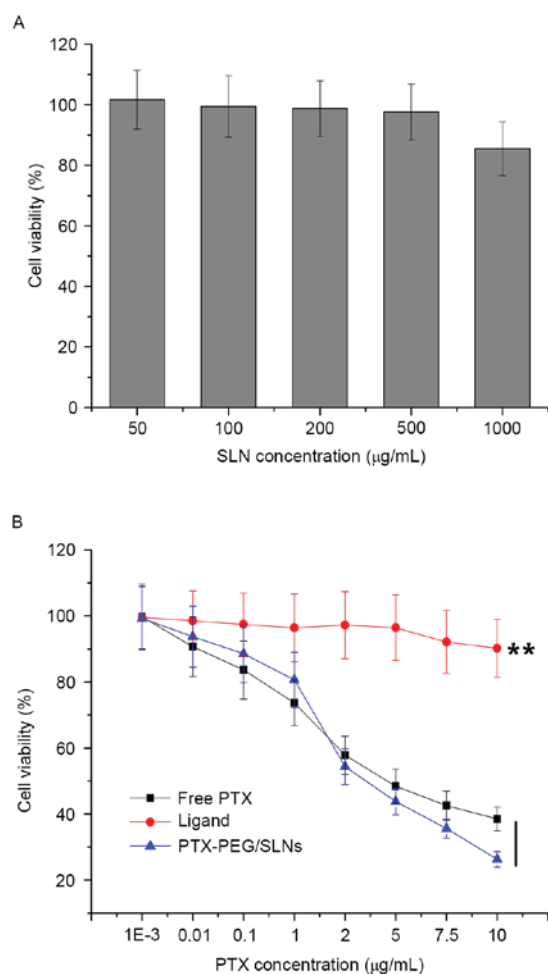 A
120
100
80
60
40
20
0
Cell viability (%)
50 100 200 500 1000
SLN concentration (μg/mL)
B
120
100
80
60
40
20
Cell viability (%)
**
Free PTX
Ligand
PTX-PEG/SLNs
1E-3 0.01 0.1 1 2 5 7.5 10
PTX concentration (μg/mL)